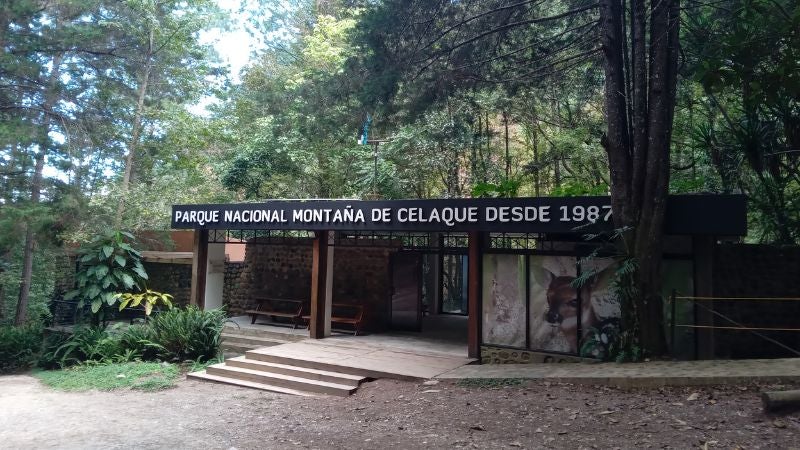 PARQUE NACIONAL MONTAÑA DE CELAQUE DESDE 1987